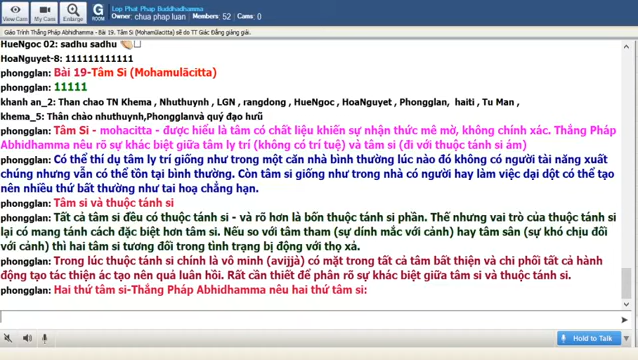 View Cam
My Cam
Enlarge
G
ROOM
Lop Phat Phap Buddhadhamma
Owner: chua phap luan : Members: 52 : Cams: 0
Giáo Trình Thắng Pháp Abhidhamma - Bài 19. Tâm Si (Mohamūlacitta) sẽ do TT Giác Đẳng giảng giải.
HueNgoc 02: sadhu sadhu
HoaNguyet-8: 111111111111
phongglan: Bài 19-Tâm Si (Mohamulācitta)
phongglan: 11111
khanh an_2: Than chao TN Khema , Nhuthuynh , LGN , rangdong , HueNgoc , HoaNguyet , Phongglan, haiti , Tu Man ,
khema_5: Thân chào nhuthuynh,Phongglanvà quý đạo hưũ
phongglan: Tâm Si - mohacitta - được hiểu là tâm có chất liệu khiến sự nhận thức mê mờ, không chính xác. Thắng Pháp
Abhidhamma nêu rõ sự khác biệt giữa tâm ly trí (không có trí tuệ) và tâm si (đi với thuộc tánh si ám)
phongglan: Có thể thí dụ tâm ly trí giống như trong một căn nhà bình thường lúc nào đó không có người tài năng xuất
chúng nhưng vẫn có thể tồn tại bình thường. Còn tâm si giống như trong nhà có người hay làm việc dại dột có thể tạo
nên nhiều thứ bất thường như tai hoạ chẳng hạn.
phongglan: Tâm si và thuộc tánh si
phongglan: Tất cả tâm si đều có thuộc tánh si - và rõ hơn là bốn thuộc tánh si phần. Thế nhưng vai trò của thuộc tánh si
lại có mang tánh cách đặc biệt hơn tâm si. Nếu so với tâm tham (sự dính mắc với cảnh) hay tâm sân (sự khó chịu đối
với cảnh) thì hai tâm si tương đối trong tình trạng bị động với thọ xả.
phongglan: Trong lúc thuộc tánh si chính là vô minh (avijjā) có mặt trong tất cả tâm bất thiện và chi phối tất cả hành
động tạo tác thiện ác tạo nên quả luân hồi. Rất cần thiết để phân rõ sự khác biệt giữa tâm si và thuộc tánh si.
phongglan: Hai thứ tâm si-Thắng Pháp Abhidhamma nêu hai thứ tâm si:
Hold to Talk